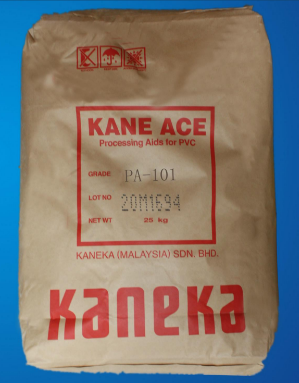 KANE ACE
Processing Aids for PVC
GRADE PA-101
LOT NO 20M1E94
NET WT 25 kg
KANEKA (MALAYSIA) SDN. BHD.
Kaneka